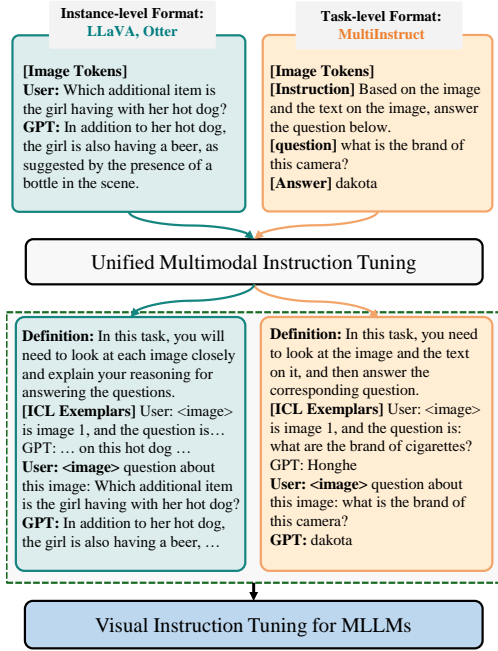 Instance-level Format:
LLaVA, Otter
[Image Tokens]
User: Which additional item is
the girl having with her hot dog?
GPT: In addition to her hot dog,
the girl is also having a beer, as
suggested by the presence of a
bottle in the scene.
Task-level Format:
MultiInstruct
[Image Tokens]
[Instruction] Based on the image
and the text on the image, answer
the question below.
[question] what is the brand of
this camera?
[Answer] dakota
Unified Multimodal Instruction Tuning
Definition: In this task, you will
need to look at each image closely
and explain your reasoning for
answering the questions.
[ICL Exemplars] User: <image>
is image 1, and the question is…
GPT: … on this hot dog …
User: <image> question about
this image: Which additional item
is the girl having with her hot dog?
GPT: In addition to her hot dog,
the girl is also having a beer, …
Definition: In this task, you need
to look at the image and the text
on it, and then answer the
corresponding question.
[ICL Exemplars] User: <image>
is image 1, and the question is:
what are the brand of cigarettes?
GPT: Honghe
User: <image> question about
this image: what is the brand of
this camera?
GPT: dakota
Visual Instruction Tuning for MLLMs